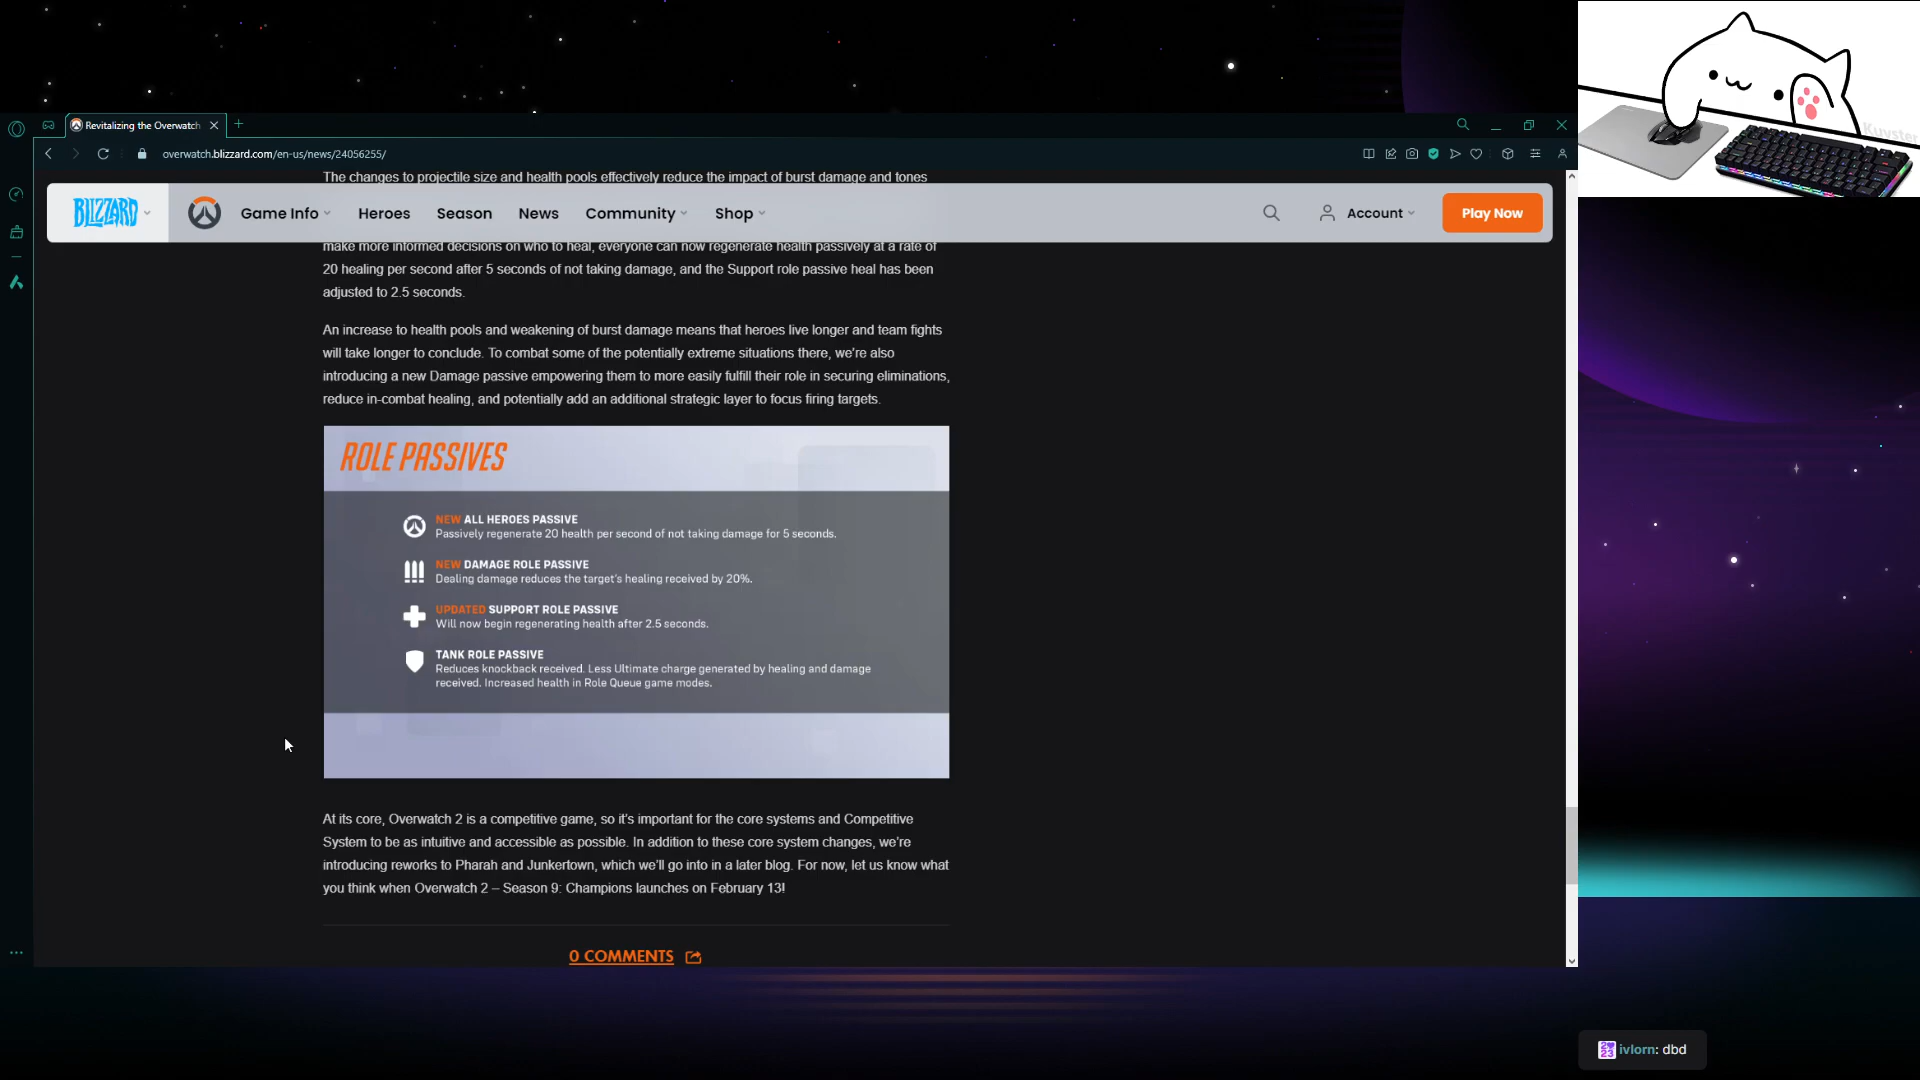 Kuvster
Revitalizing the Overwatch
overwatch.blizzard.com/en-us/news/24056255/
The changes to projectile size and health pools effectively reduce the impact of burst damage and tones
BLIZZARD
Game Info
Heroes
Season
News
Community
Shop
Account
Play Now
make more informed decisions on who to heal, everyone can now regenerate health passively at a rate of
20 healing per second after 5 seconds of not taking damage, and the Support role passive heal has been
adjusted to 2.5 seconds.
An increase to health pools and weakening of burst damage means that heroes live longer and team fights
will take longer to conclude. To combat some of the potentially extreme situations there, we’re also
introducing a new Damage passive empowering them to more easily fulfill their role in securing eliminations,
reduce in-combat healing, and potentially add an additional strategic layer to focus firing targets.
ROLE PASSIVES
NEW ALL HEROES PASSIVE
Passively regenerate 20 health per second of not taking damage for 5 seconds.
NEW DAMAGE ROLE PASSIVE
Dealing damage reduces the target’s healing received by 20%.
UPDATED SUPPORT ROLE PASSIVE
Will now begin regenerating health after 2.5 seconds.
TANK ROLE PASSIVE
Reduces knockback received. Less Ultimate charge generated by healing and damage
received. Increased health in Role Queue game modes.
At its core, Overwatch 2 is a competitive game, so it’s important for the core systems and Competitive
System to be as intuitive and accessible as possible. In addition to these core system changes, we’re
introducing reworks to Pharah and Junkertown, which we’ll go into in a later blog. For now, let us know what
you think when Overwatch 2 – Season 9: Champions launches on February 13!
0 COMMENTS
ivlorn: dbd